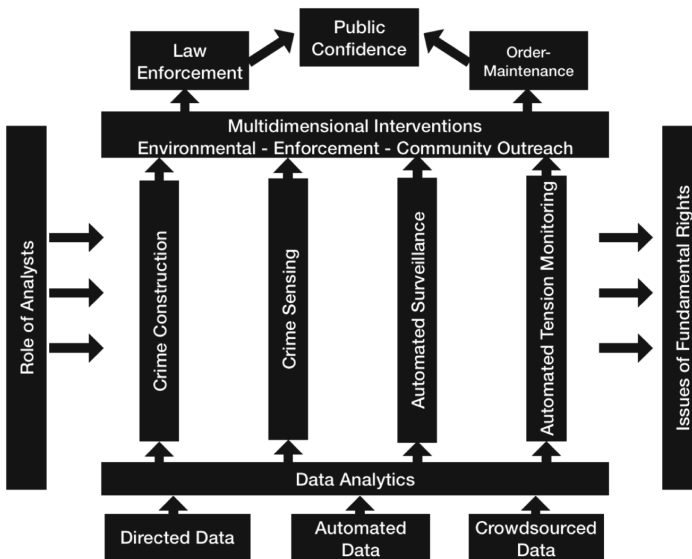 Public
Confidence
Law
Enforcement
Order-
Maintenance
Multidimensional Interventions
Environmental - Enforcement - Community Outreach
Role of Analysts
Crime Construction
Crime Sensing
Automated Surveillance
Automated Tension Monitoring
Issues of Fundamental Rights
Data Analytics
Directed Data
Automated
Data
Crowdsourced
Data